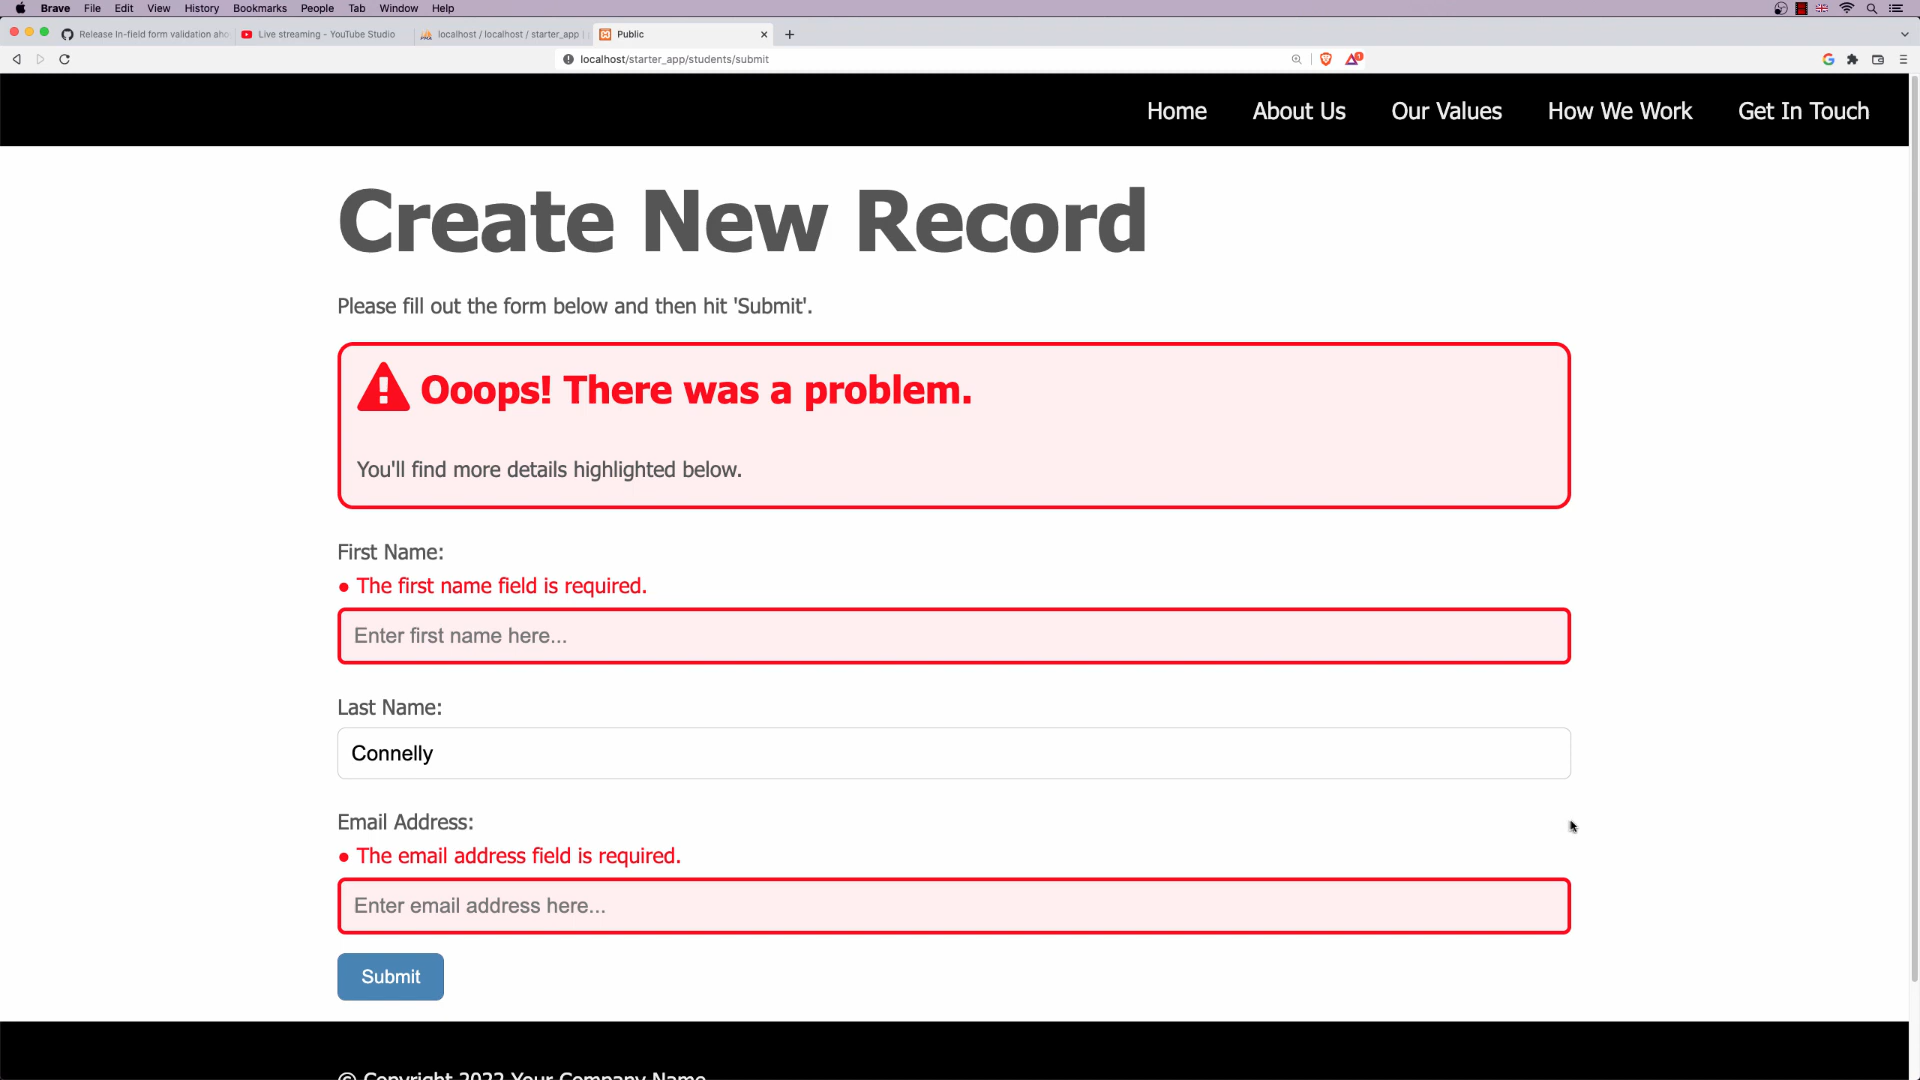 Brave File Edit View History Bookmarks People Tab Window Help
Release In-field form validation aho
Live streaming - YouTube Studio
localhost / localhost / starter_app |
Public
localhost/starter_app/students/submit
Home About Us Our Values How We Work Get In Touch
Create New Record
Please fill out the form below and then hit 'Submit'.
Ooops! There was a problem.
You'll find more details highlighted below.
First Name:
● The first name field is required.
Enter first name here...
Last Name:
Connelly
Email Address:
● The email address field is required.
Enter email address here...
Submit
© Copyright 2022 Your Company Name